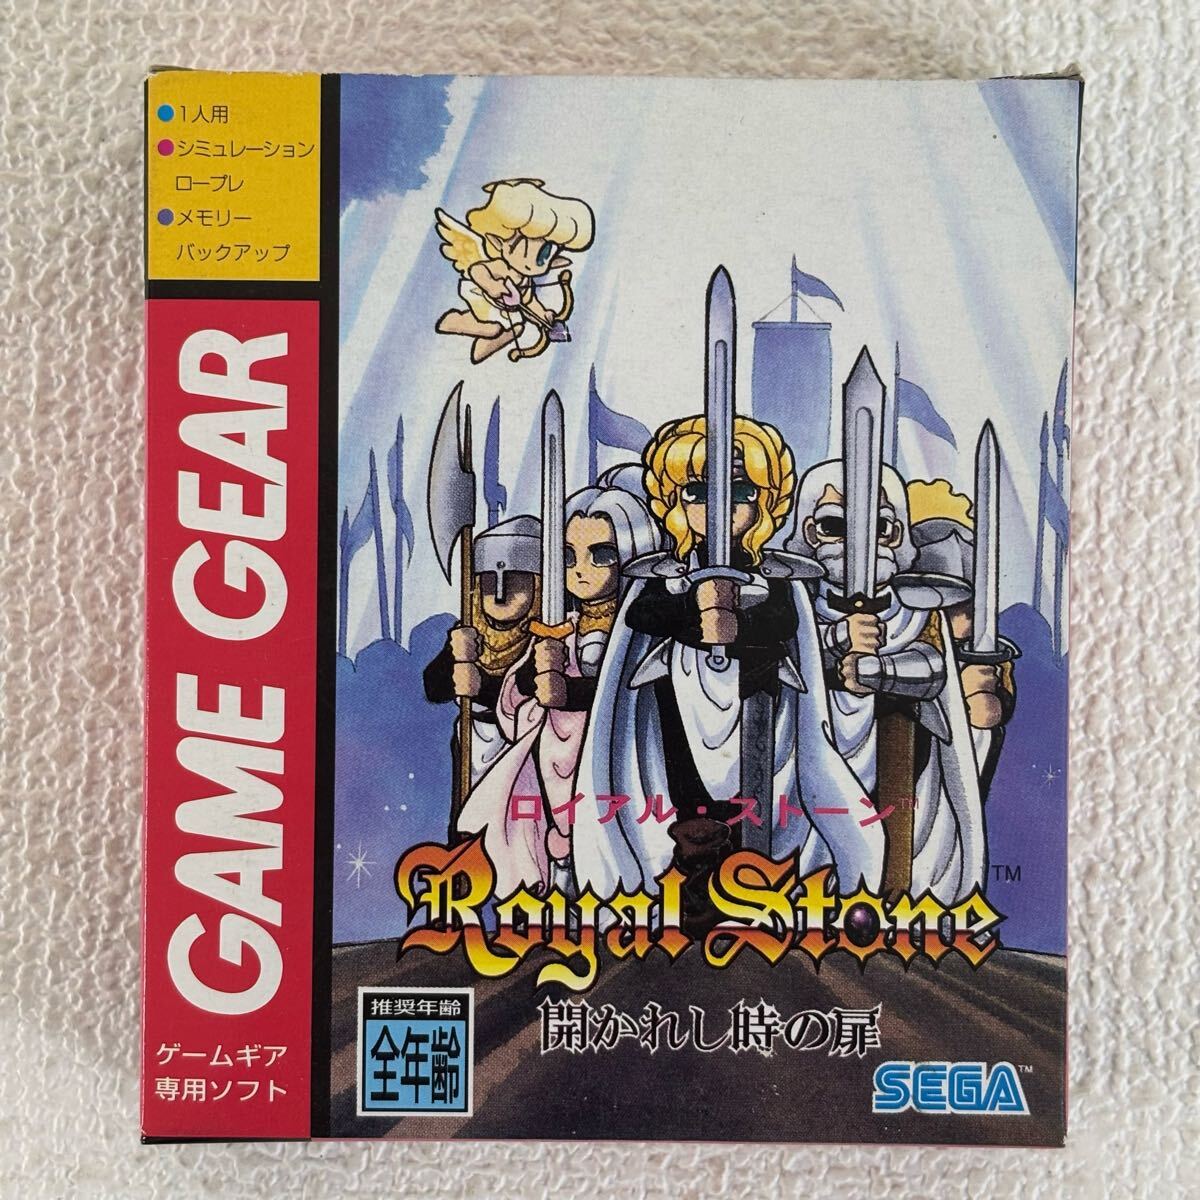 ●1人用
●シミュレーション
ロープレ
●メモリー
バックアップ
GAME GEAR
ゲームギア
専用ソフト
ロイアル・ストーン™
Royal Stone™
開かれし時の扉
推奨年齢
全年齢
SEGA™